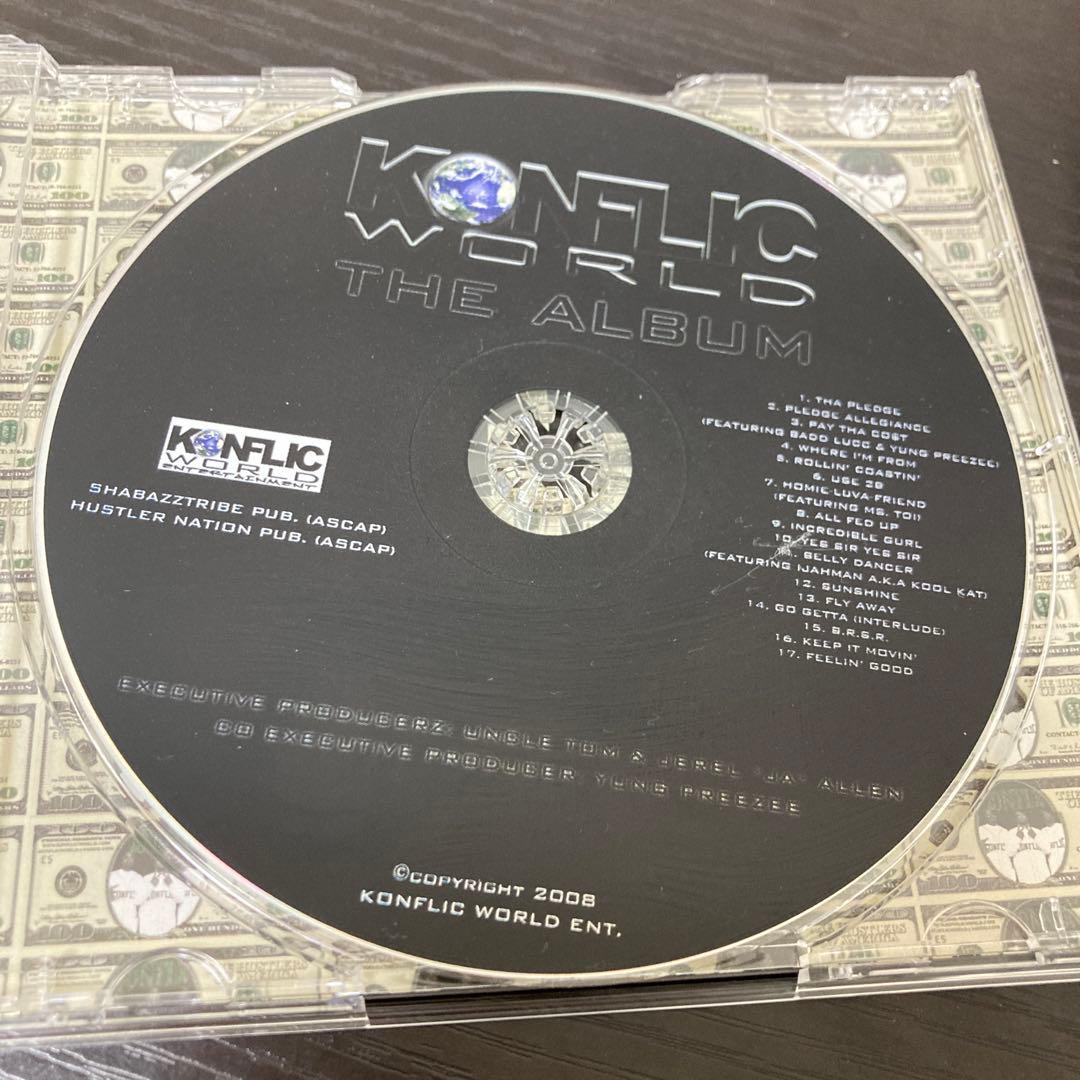 KONFLIC
WORLD
THE ALBUM
1. THA PLEDGE
2. PLEDGE ALLEGIANCE
3. PAY THA COST
(FEATURING BADD LUCC & YUNG PREEZEE)
4. WHERE I'M FROM
5. ROLLIN' COASTIN'
6. USE 2B
7. HOMIE-LUVA-FRIEND
(FEATURING MS. TOI)
8. ALL FED UP
9. INCREDIBLE GURL
10. YES SIR YES SIR
11. BELLY DANCER
(FEATURING IJAHMAN A.K.A KOOL KAT)
12. SUNSHINE
13. FLY AWAY
14. GO GETTA (INTERLUDE)
15. B.R.S.R.
16. KEEP IT MOVIN'
17. FEELIN' GOOD
KONFLIC
WORLD
ENTERTAINMENT
SHABAZZTRIBE PUB. (ASCAP)
HUSTLER NATION PUB. (ASCAP)
EXECUTIVE PRODUCERZ: UNCLE TOM & JEREL "JA" ALLEN
CO EXECUTIVE PRODUCER: YUNG PREEZEE
©COPYRIGHT 2008
KONFLIC WORLD ENT.